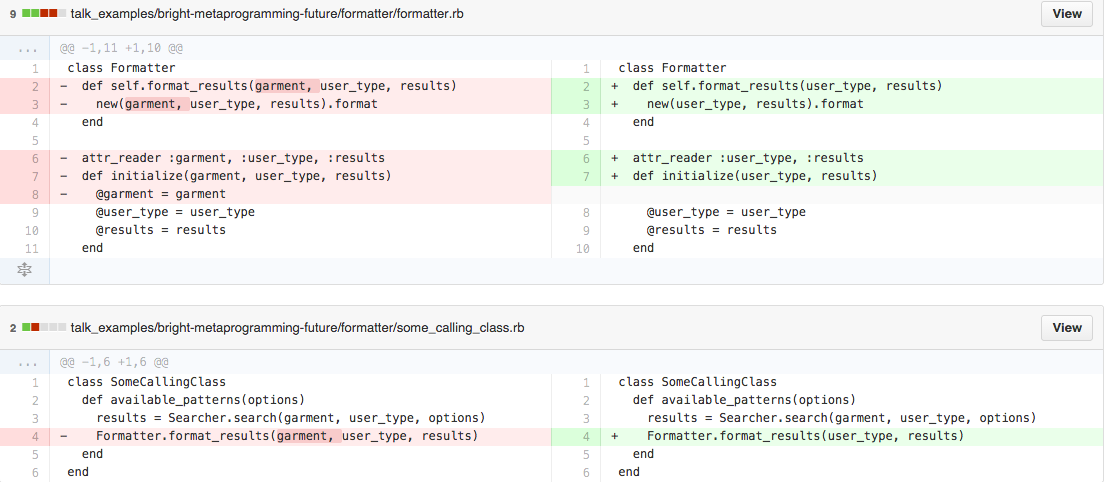 9 talk_examples/bright-metaprogramming-future/formatter/formatter.rb View
... @@ -1,11 +1,10 @@
1 class Formatter 1 class Formatter
2 - def self.format_results(garment, user_type, results) 2 + def self.format_results(user_type, results)
3 - new(garment, user_type, results).format 3 + new(user_type, results).format
4 end 4 end
5 5
6 - attr_reader :garment, :user_type, :results 6 + attr_reader :user_type, :results
7 - def initialize(garment, user_type, results) 7 + def initialize(user_type, results)
8 - @garment = garment
9 @user_type = user_type 8 @user_type = user_type
10 @results = results 9 @results = results
11 end 10 end
2 talk_examples/bright-metaprogramming-future/formatter/some_calling_class.rb View
... @@ -1,6 +1,6 @@
1 class SomeCallingClass 1 class SomeCallingClass
2 def available_patterns(options) 2 def available_patterns(options)
3 results = Searcher.search(garment, user_type, options) 3 results = Searcher.search(garment, user_type, options)
4 - Formatter.format_results(garment, user_type, results) 4 + Formatter.format_results(user_type, results)
5 end 5 end
6 end 6 end